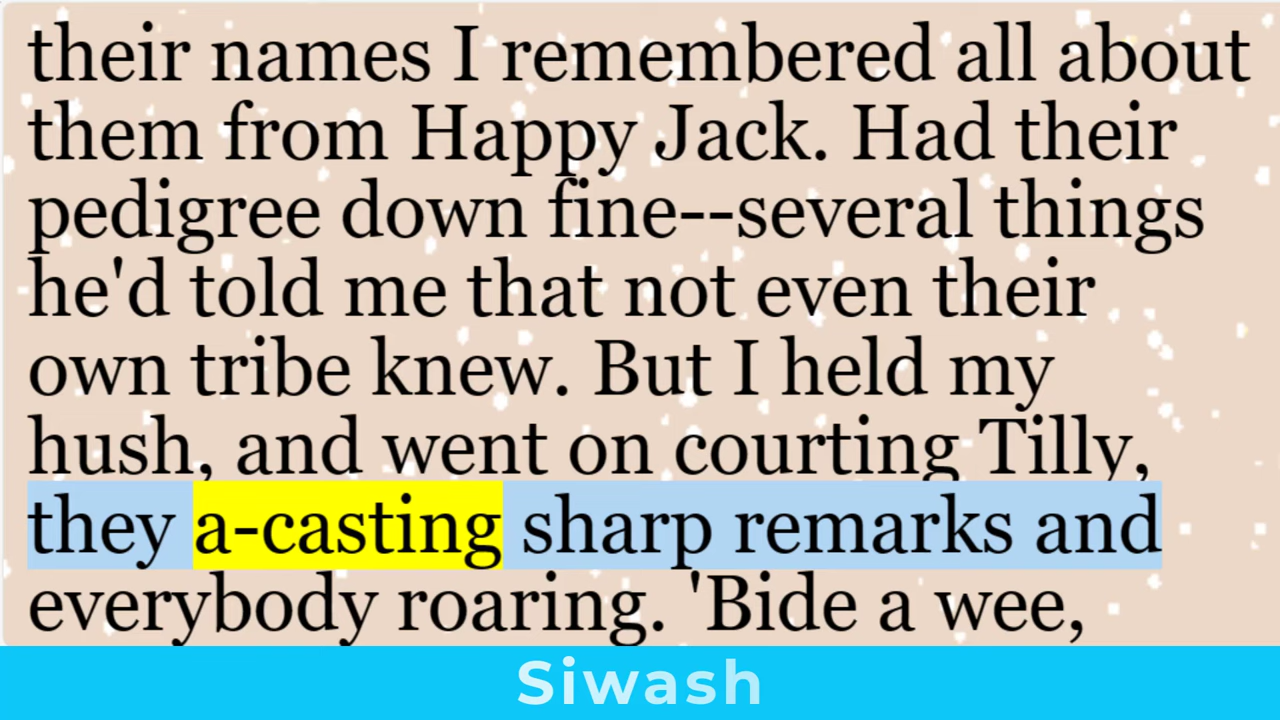 their names I remembered all about
them from Happy Jack. Had their
pedigree down fine--several things
he'd told me that not even their
own tribe knew. But I held my
hush, and went on courting Tilly,
they a-casting sharp remarks and
everybody roaring. 'Bide a wee,
Siwash